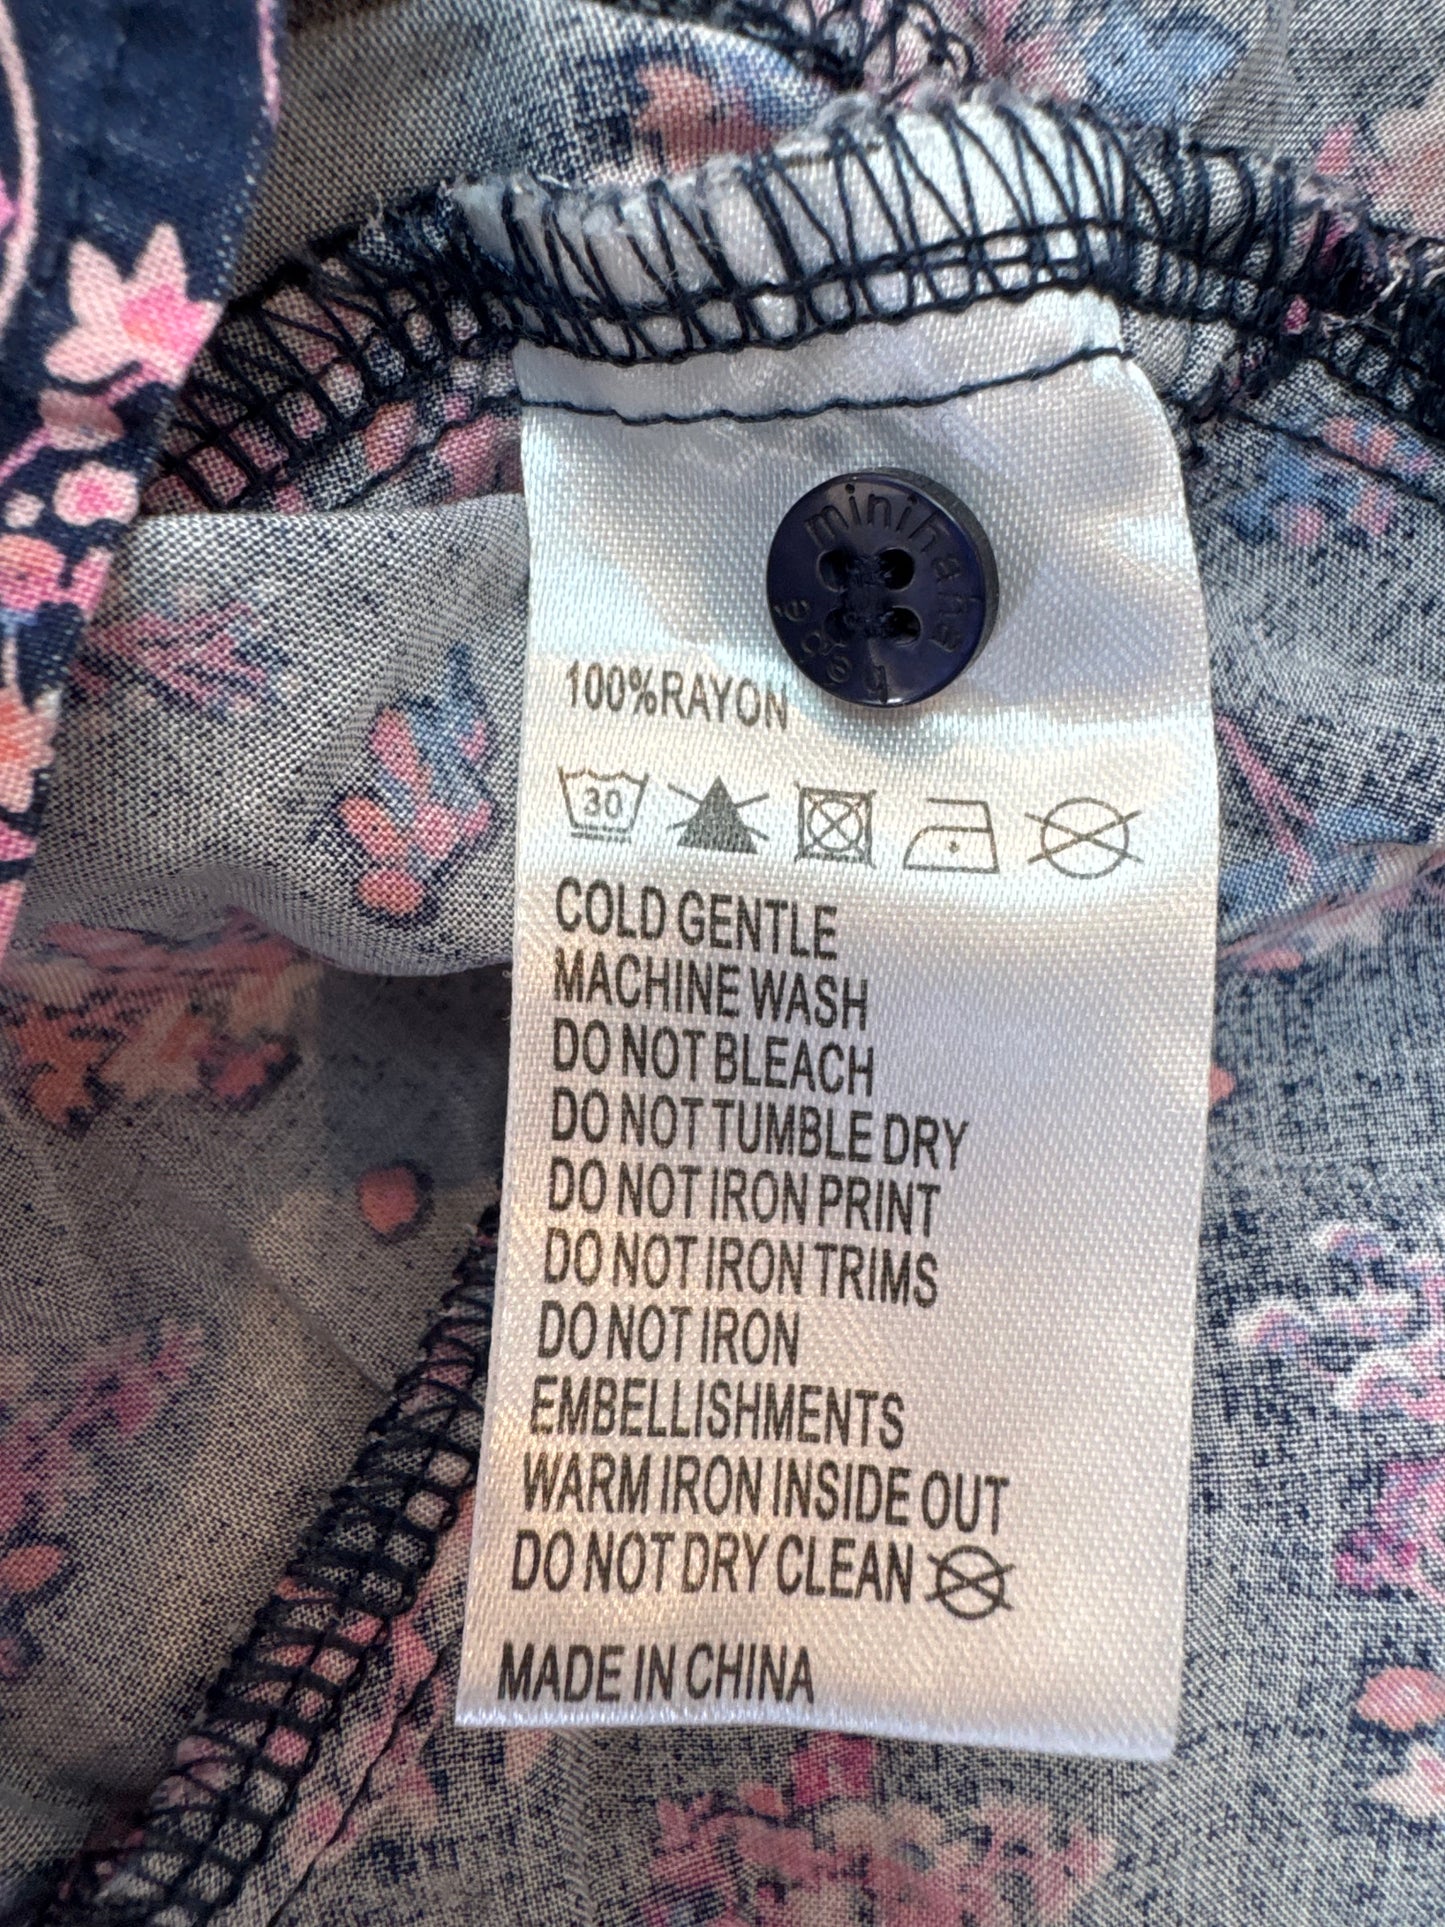 minihaha
100%RAYON
30
COLD GENTLE
MACHINE WASH
DO NOT BLEACH
DO NOT TUMBLE DRY
DO NOT IRON PRINT
DO NOT IRON TRIMS
DO NOT IRON
EMBELLISHMENTS
WARM IRON INSIDE OUT
DO NOT DRY CLEAN
MADE IN CHINA